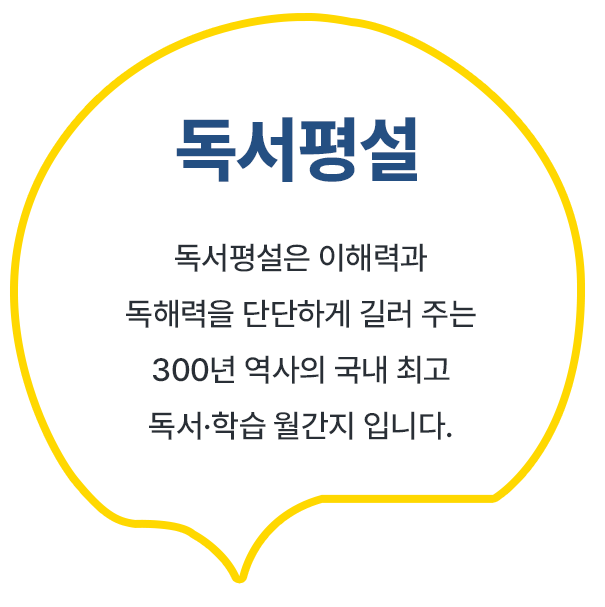 독서평설
독서평설은 이해력과
독해력을 단단하게 길러 주는
300년 역사의 국내 최고
독서·학습 월간지 입니다.